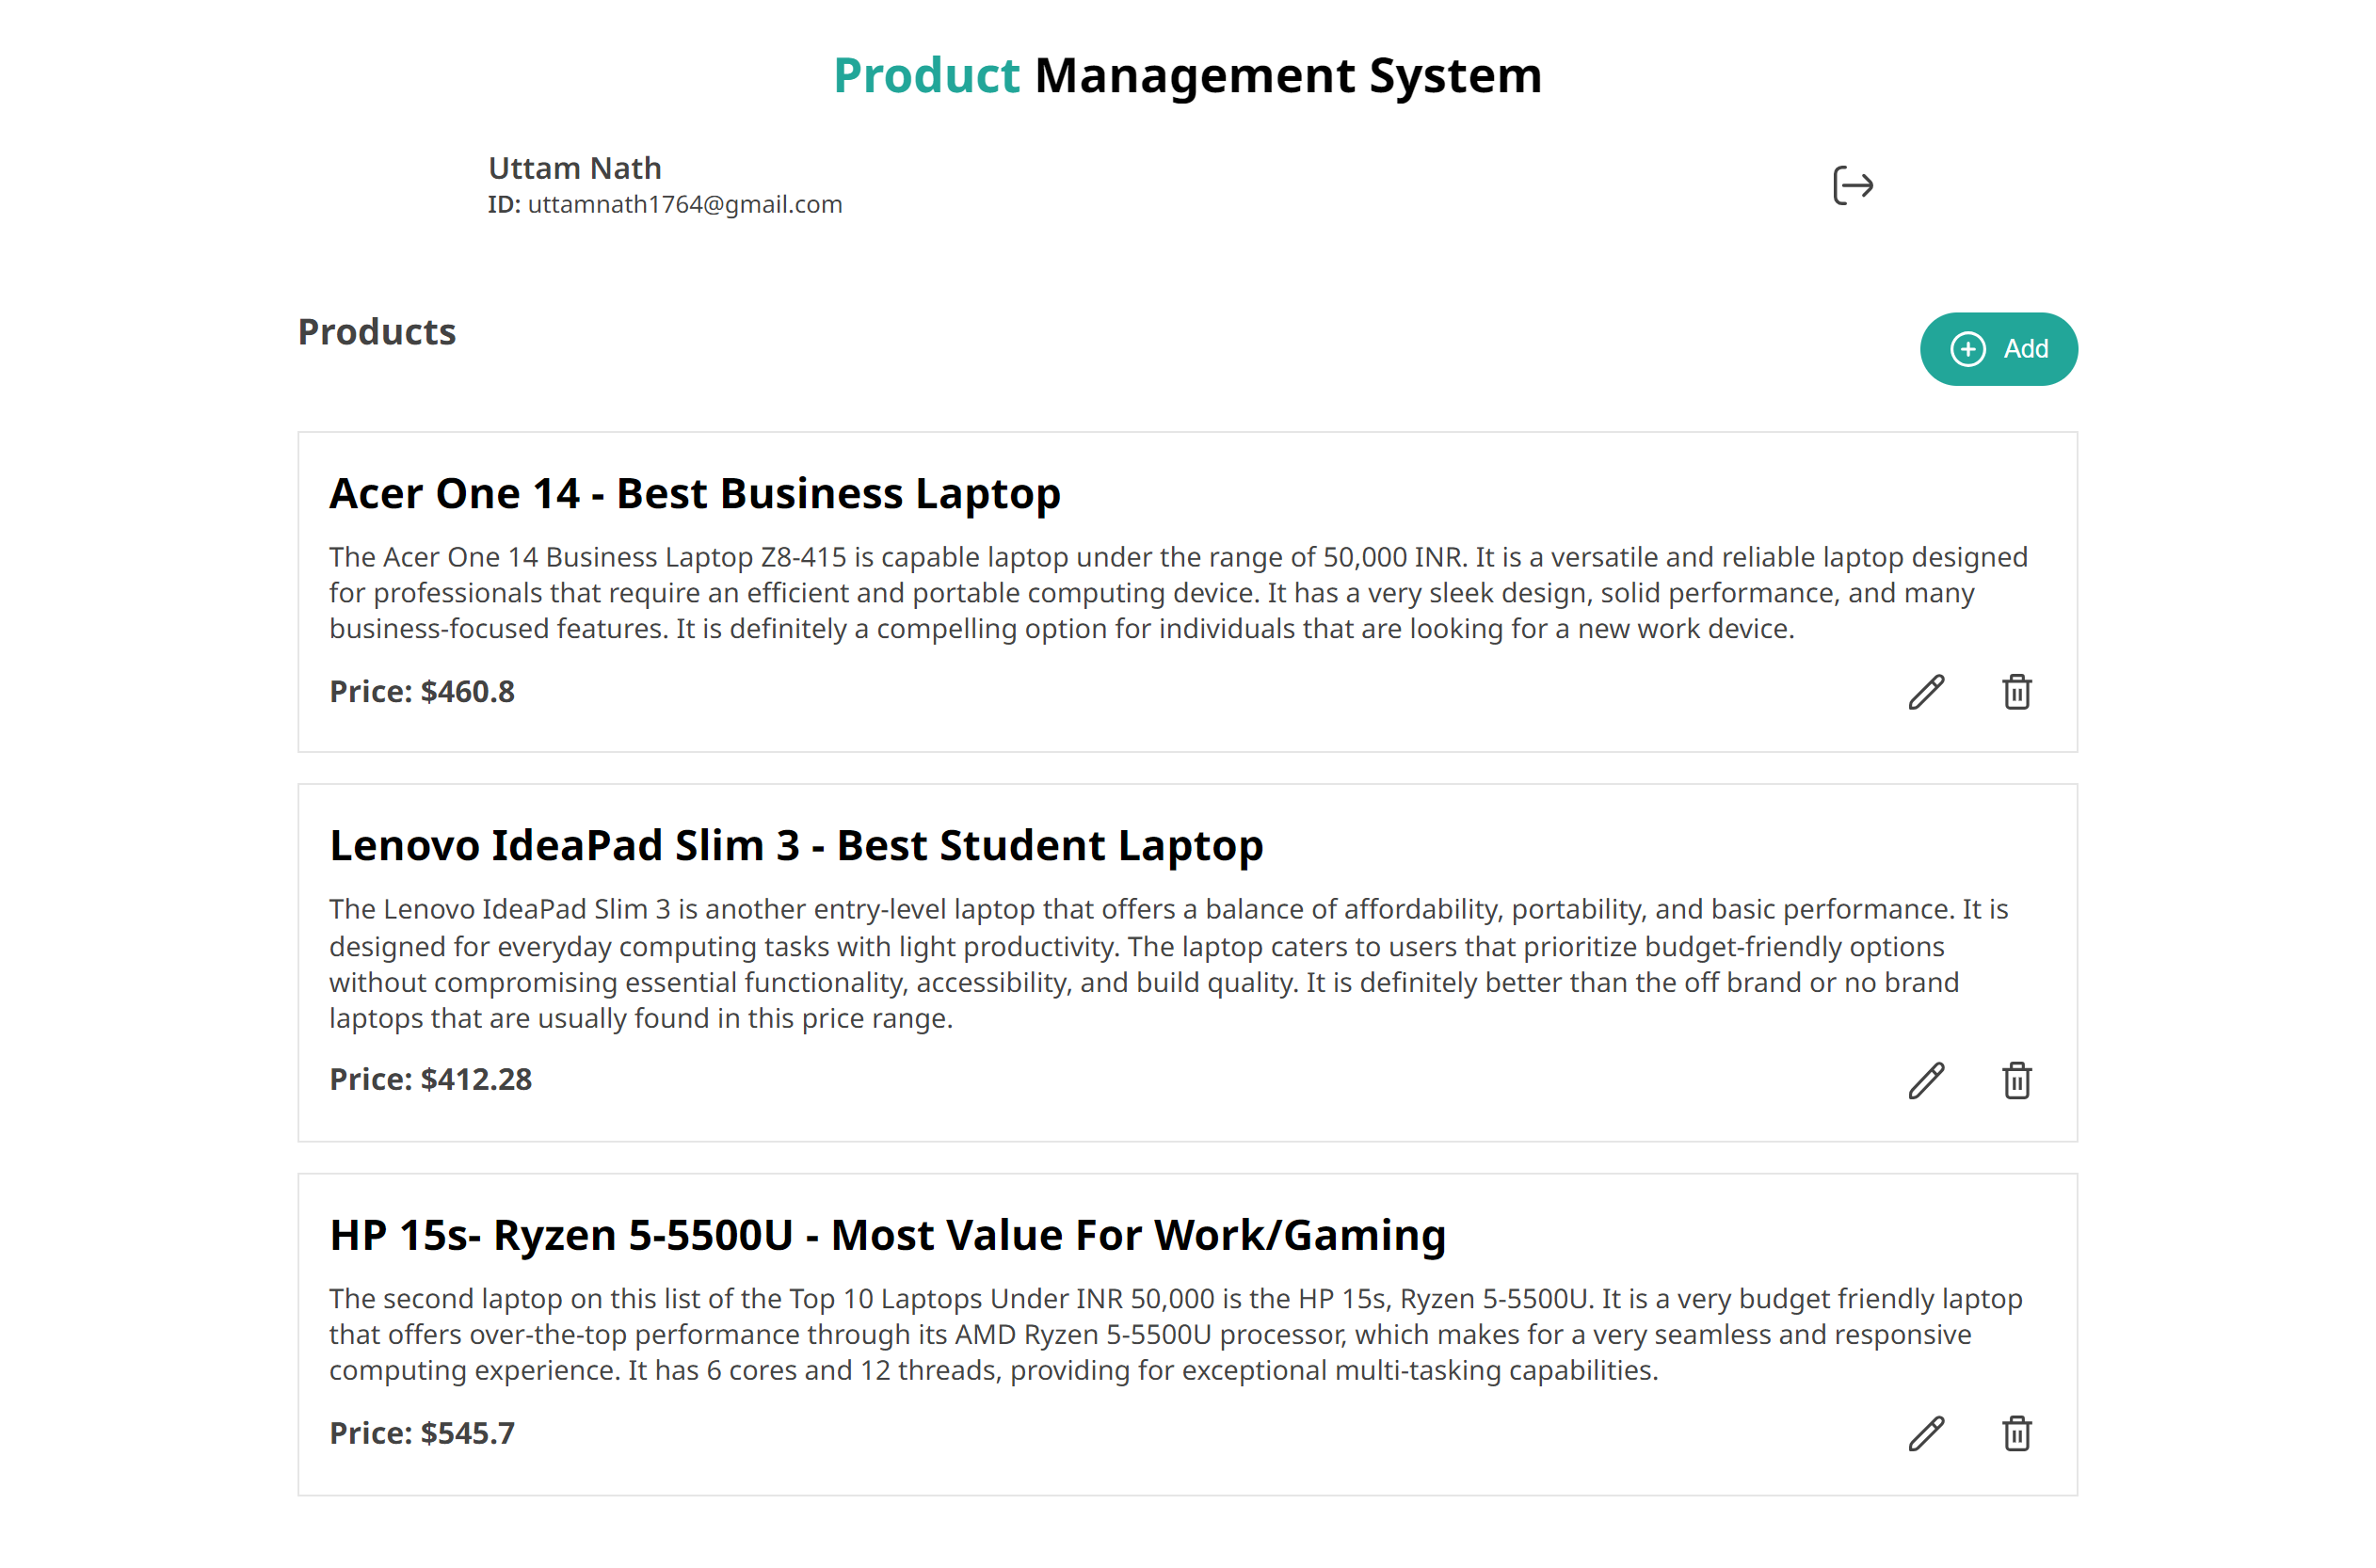 Product Management System
Uttam Nath
ID: uttamnath1764@gmail.com
Products
Add
Acer One 14 - Best Business Laptop
The Acer One 14 Business Laptop Z8-415 is capable laptop under the range of 50,000 INR. It is a versatile and reliable laptop designed
for professionals that require an efficient and portable computing device. It has a very sleek design, solid performance, and many
business-focused features. It is definitely a compelling option for individuals that are looking for a new work device.
Price: $460.8
Lenovo IdeaPad Slim 3 - Best Student Laptop
The Lenovo IdeaPad Slim 3 is another entry-level laptop that offers a balance of affordability, portability, and basic performance. It is
designed for everyday computing tasks with light productivity. The laptop caters to users that prioritize budget-friendly options
without compromising essential functionality, accessibility, and build quality. It is definitely better than the off brand or no brand
laptops that are usually found in this price range.
Price: $412.28
HP 15s- Ryzen 5-5500U - Most Value For Work/Gaming
The second laptop on this list of the Top 10 Laptops Under INR 50,000 is the HP 15s, Ryzen 5-5500U. It is a very budget friendly laptop
that offers over-the-top performance through its AMD Ryzen 5-5500U processor, which makes for a very seamless and responsive
computing experience. It has 6 cores and 12 threads, providing for exceptional multi-tasking capabilities.
Price: $545.7